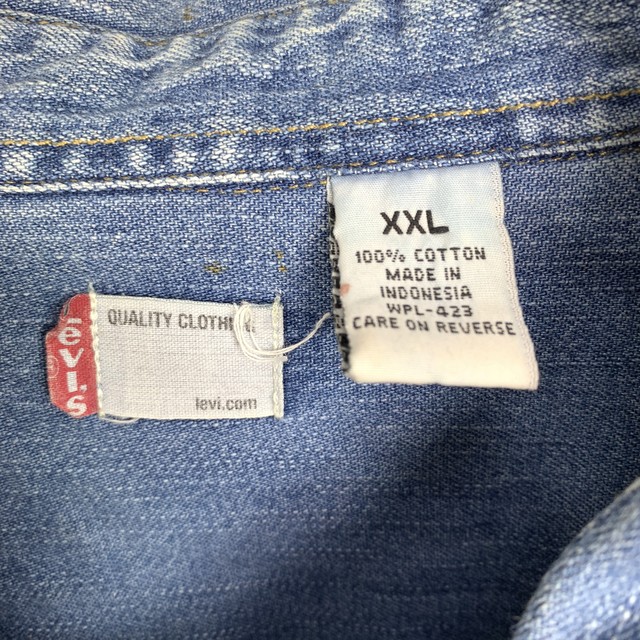 Levi's
®
QUALITY CLOTHING.
levi.com
XXL
100% COTTON
MADE IN
INDONESIA
WPL-423
CARE ON REVERSE